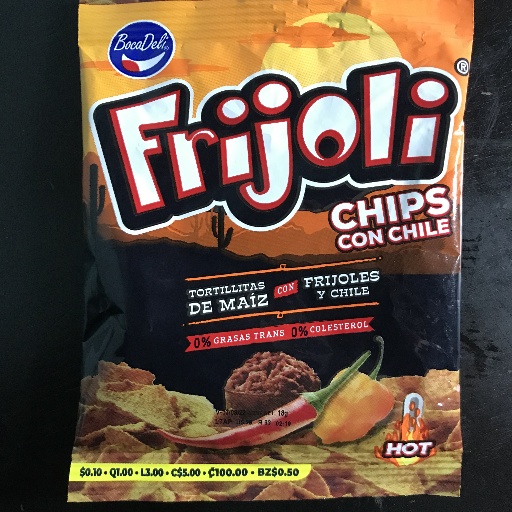 BocaDeli
Frijoli
®
CHIPS
CON CHILE
TORTILLITAS
DE MAÍZ
CON
FRIJOLES
Y CHILE
0% GRASAS TRANS 0% COLESTEROL
18g
HOT
$0.10 • Q1.00 • L3.00 • C$5.00 • ₡100.00 • BZ$0.50